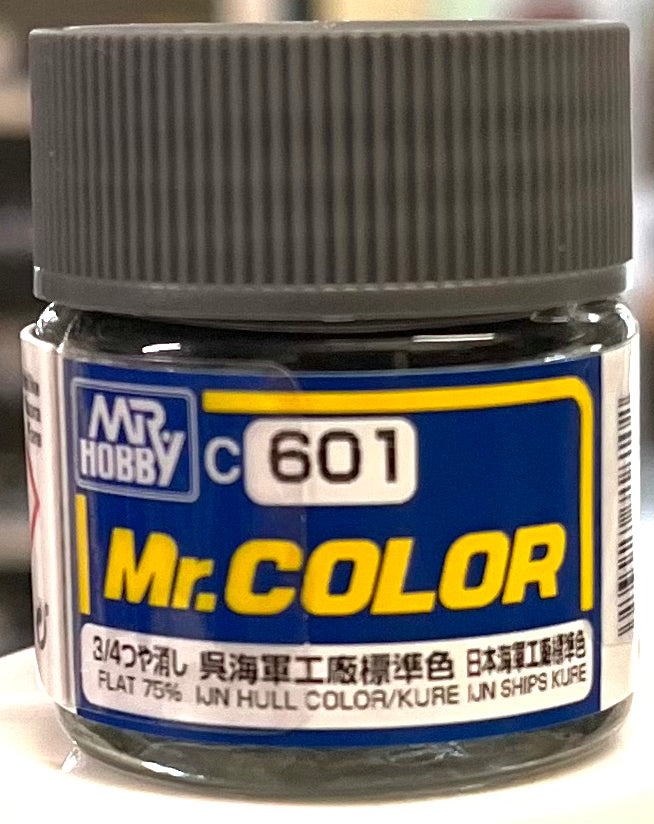 MR.
HOBBY
C 601
Mr.COLOR
3/4つや消し 呉海軍工廠標準色 日本海軍工廠標準色
FLAT 75% IJN HULL COLOR/KURE IJN SHIPS KURE